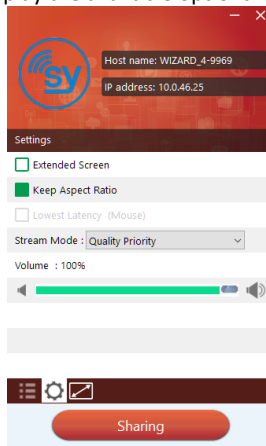 Host name: WIZARD_4-9969
sy
IP address: 10.0.46.25
Settings
Extended Screen
Keep Aspect Ratio
Lowest Latency (Mouse)
Stream Mode : Quality Priority
Volume : 100%
Sharing